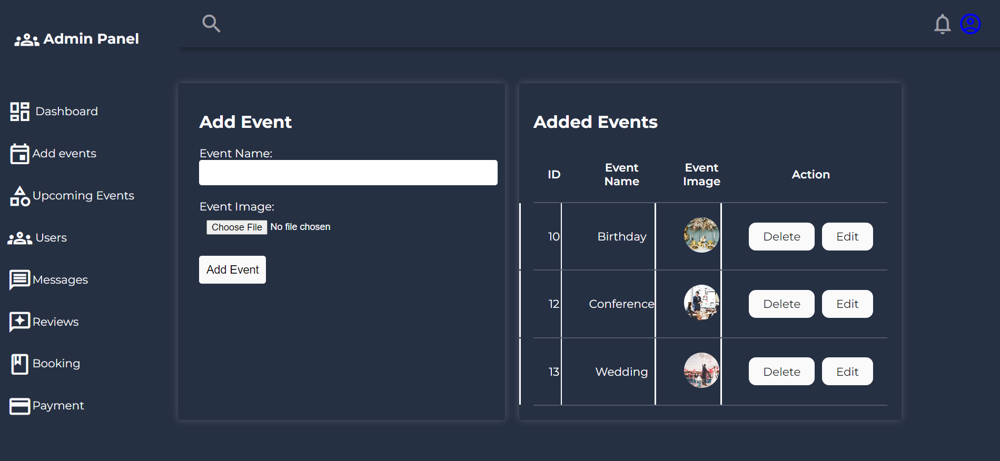 Admin Panel
Dashboard
Add events
Upcoming Events
Users
Messages
Reviews
Booking
Payment
Add Event
Event Name:
Event Image:
Choose File No file chosen
Add Event
Added Events
ID Event Name Event Image Action
10 Birthday Delete Edit
12 Conference Delete Edit
13 Wedding Delete Edit